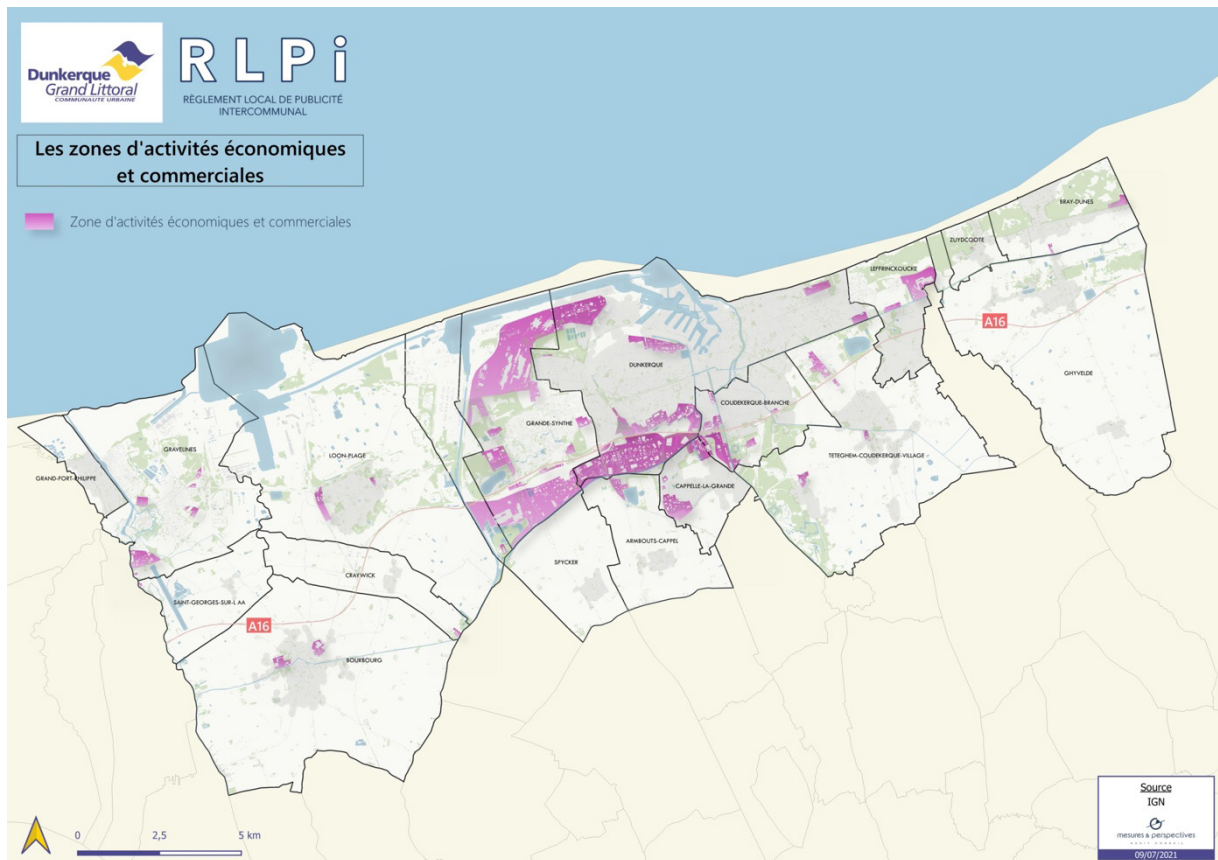 Dunkerque
Grand Littoral
COMMUNAUTE URBAINE
RLPi
RÈGLEMENT LOCAL DE PUBLICITÉ
INTERCOMMUNAL
Les zones d'activités économiques
et commerciales
Zone d'activités économiques et commerciales
BRAY-DUNES
ZUYDCOOTE
LEFFRINCKOUCKE
A16
DUNKERQUE
GHYVELDE
COUDEKERQUE-BRANCHE
GRANDE-SYNTHE
GRAVELINES
LOON-PLAGE
TETEGHEM-COUDEKERQUE-VILLAGE
GRAND-FORT-PHILIPPE
CAPPELLE-LA-GRANDE
ARMBOUTS-CAPPEL
SPYCKER
CRAYWICK
SAINT-GEORGES-SUR-L AA
A16
BOURBOURG
Source
IGN
mesures & perspectives
09/07/2021
0 2,5 5 km